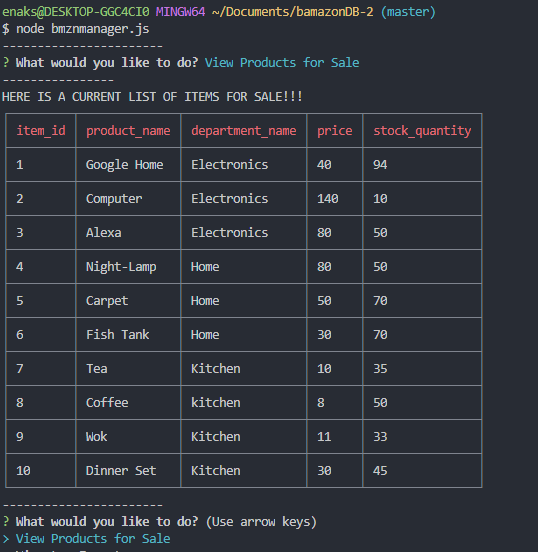 enaks@DESKTOP-GGC4CI0 MINGW64 ~/Documents/bamazonDB-2 (master)
$ node bmznmanager.js
-----------------------
? What would you like to do? View Products for Sale
----------------
HERE IS A CURRENT LIST OF ITEMS FOR SALE!!!
item_id product_name department_name price stock_quantity
1 Google Home Electronics 40 94
2 Computer Electronics 140 10
3 Alexa Electronics 80 50
4 Night-Lamp Home 80 50
5 Carpet Home 50 70
6 Fish Tank Home 30 70
7 Tea Kitchen 10 35
8 Coffee kitchen 8 50
9 Wok Kitchen 11 33
10 Dinner Set Kitchen 30 45
-----------------------
? What would you like to do? (Use arrow keys)
> View Products for Sale